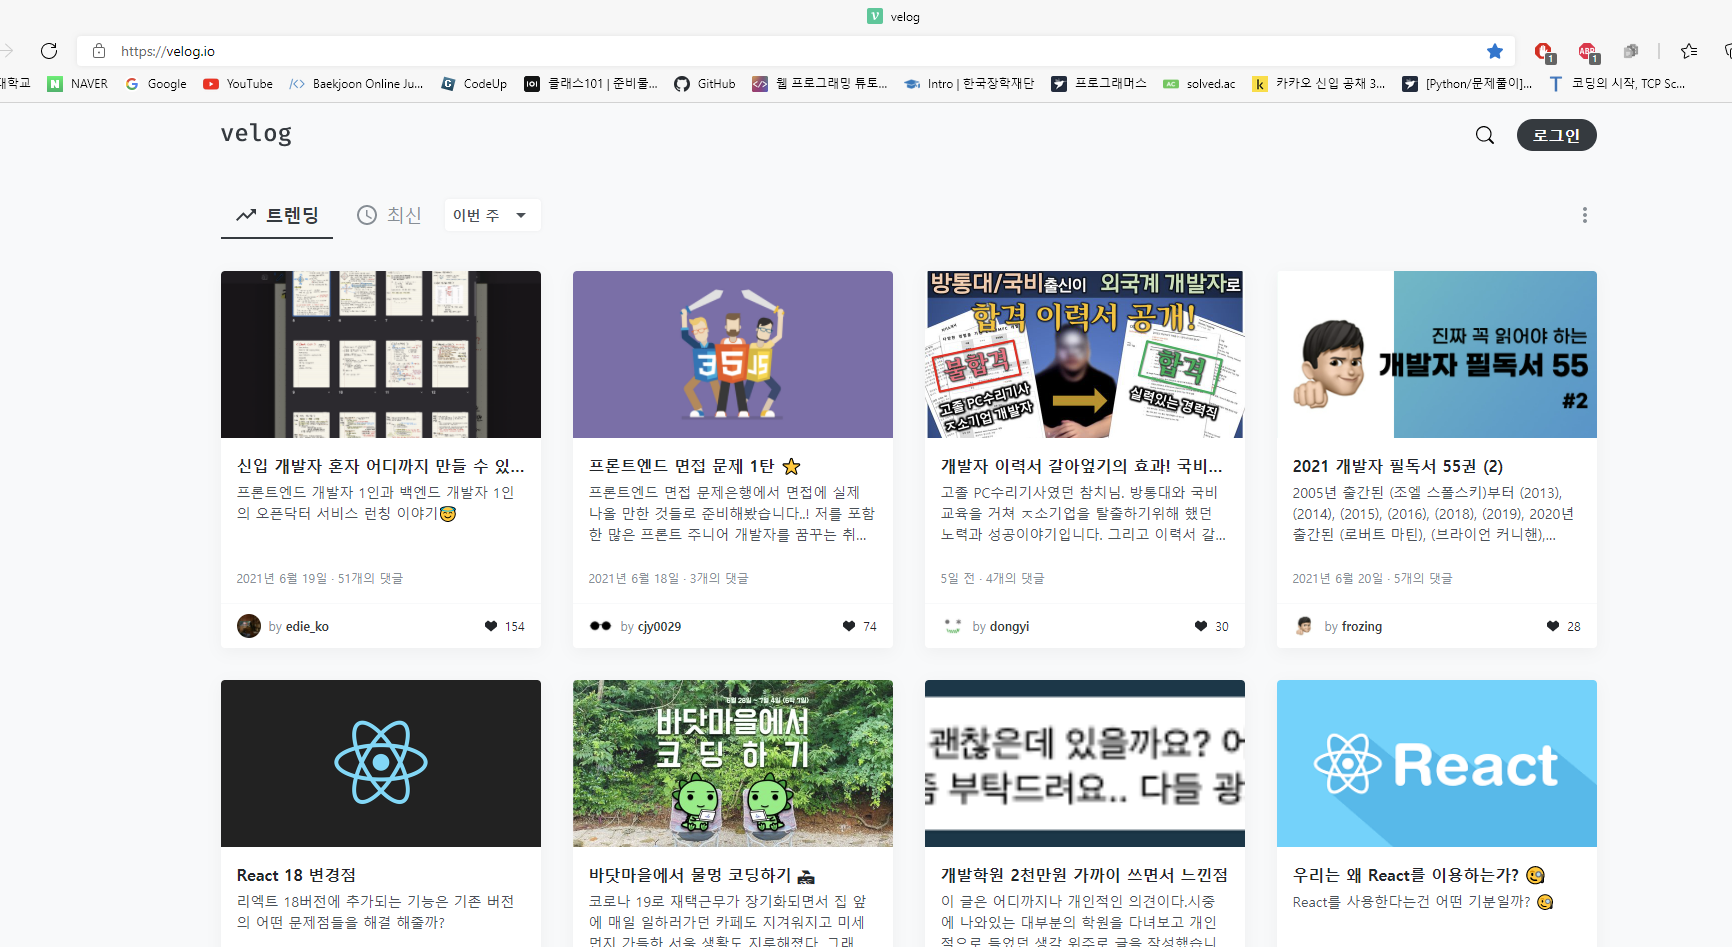 velog
https://velog.io
대학교 NAVER Google YouTube Baekjoon Online Ju... CodeUp 클래스101 | 준비물... GitHub 웹 프로그래밍 튜토... Intro | 한국장학재단 프로그래머스 solved.ac 카카오 신입 공채 3... [Python/문제풀이]... 코딩의 시작, TCP Sc...
velog
로그인
트렌딩 최신 이번 주
방통대/국비출신이 외국계 개발자로
합격 이력서 공개!
불합격
합격
고졸 PC수리기사
ㅈ소기업 개발자
실력있는 경력직
진짜 꼭 읽어야 하는
개발자 필독서 55
#2
신입 개발자 혼자 어디까지 만들 수 있...
프론트엔드 개발자 1인과 백엔드 개발자 1인
의 오픈닥터 서비스 런칭 이야기😇
2021년 6월 19일 · 51개의 댓글
by edie_ko 154
프론트엔드 면접 문제 1탄 ⭐
프론트엔드 면접 문제은행에서 면접에 실제
나올 만한 것들로 준비해봤습니다..! 저를 포함
한 많은 프론트 주니어 개발자를 꿈꾸는 취...
2021년 6월 18일 · 3개의 댓글
by cjy0029 74
개발자 이력서 갈아엎기의 효과! 국비...
고졸 PC수리기사였던 참치님. 방통대와 국비
교육을 거쳐 ㅈ소기업을 탈출하기위해 했던
노력과 성공이야기입니다. 그리고 이력서 갈...
5일 전 · 4개의 댓글
by dongyi 30
2021 개발자 필독서 55권 (2)
2005년 출간된 (조엘 스폴스키)부터 (2013),
(2014), (2015), (2016), (2018), (2019), 2020년
출간된 (로버트 마틴), (브라이언 커니핸),...
2021년 6월 20일 · 5개의 댓글
by frozing 28
6월 28일 ~ 7월 4일 (6박 7일)
바닷마을에서
코딩하기
괜찮은데 있을까요? 어
좀 부탁드려요.. 다들 광
React
React 18 변경점
리엑트 18버전에 추가되는 기능은 기존 버전
의 어떤 문제점들을 해결 해줄까?
바닷마을에서 물멍 코딩하기
코로나 19로 재택근무가 장기화되면서 집 앞
에 매일 일하러가던 카페도 지겨워지고 미세
먼지 가득한 서울 생활도 지루해졌다. 그래
개발학원 2천만원 가까이 쓰면서 느낀점
이 글은 어디까지나 개인적인 의견이다.시중
에 나와있는 대부분의 학원을 다녀보고 개인
적으로 들었던 생각 위주로 글을 작성했습니
우리는 왜 React를 이용하는가? 🧐
React를 사용한다는건 어떤 기분일까? 🧐